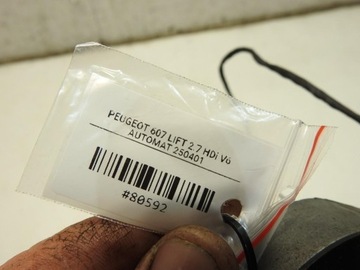 PEUGEOT 607 LIFT 2.7 HDi V6
AUTOMAT 250401
#80592